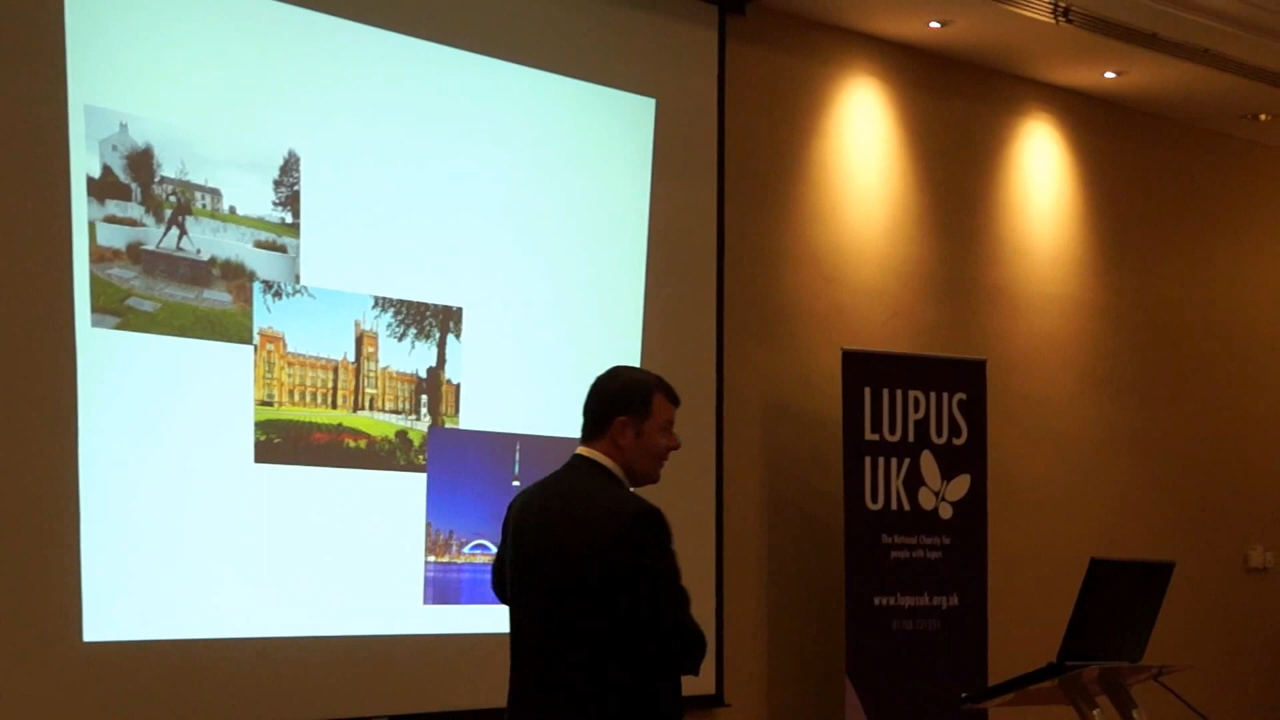 LUPUS
UK
The National Charity for
people with lupus
www.lupusuk.org.uk